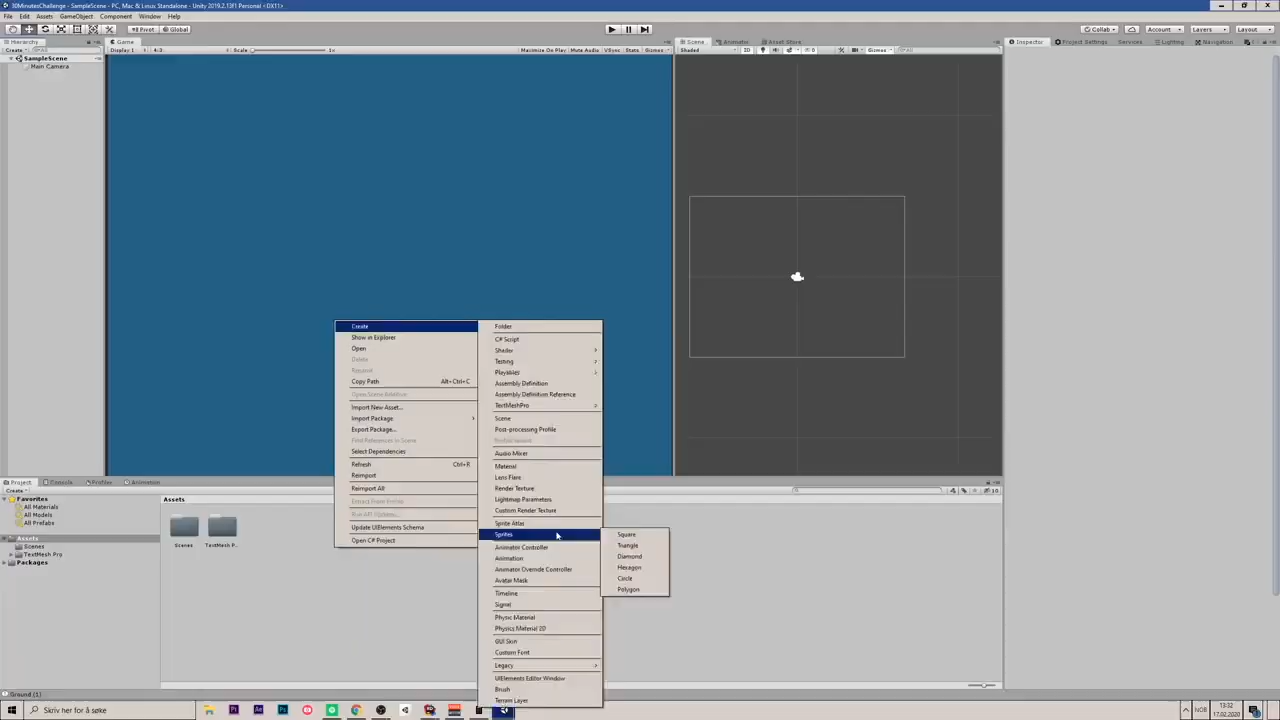 30MinutesChallenge - SampleScene - PC, Mac & Linux Standalone - Unity 2019.2.13f1 Personal <DX11>
File Edit Assets GameObject Component Window Help
Pivot Global
Collab Account Layers Layout
Hierarchy
Create All
SampleScene
Main Camera
Game
Display 1 4:3 Scale 1x Maximize On Play Mute Audio VSync Stats Gizmos
Scene Animator Asset Store
Shaded 2D 0 Gizmos All
Inspector Project Settings Services Lighting Navigation
Create
Show in Explorer
Open
Delete
Rename
Copy Path Alt+Ctrl+C
Open Scene Additive
Import New Asset...
Import Package
Export Package...
Find References In Scene
Select Dependencies
Refresh Ctrl+R
Reimport
Reimport All
Extract From Prefab
Run API Updater...
Update UIElements Schema
Open C# Project
Folder
C# Script
Shader
Testing
Playables
Assembly Definition
Assembly Definition Reference
TextMeshPro
Scene
Post-processing Profile
Prefab Variant
Audio Mixer
Material
Lens Flare
Render Texture
Lightmap Parameters
Custom Render Texture
Sprite Atlas
Sprites
Animator Controller
Animation
Animator Override Controller
Avatar Mask
Timeline
Signal
Physic Material
Physics Material 2D
GUI Skin
Custom Font
Legacy
UIElements Editor Window
Brush
Terrain Layer
Square
Triangle
Diamond
Hexagon
Circle
Polygon
Project Console Profiler Animation
Create
Favorites
All Materials
All Models
All Prefabs
Assets
Scenes
TextMesh Pro
Packages
Assets
Scenes
TextMesh P...
10
Ground (1)
Skriv her for å søke
NOB
13:32
17.02.2020